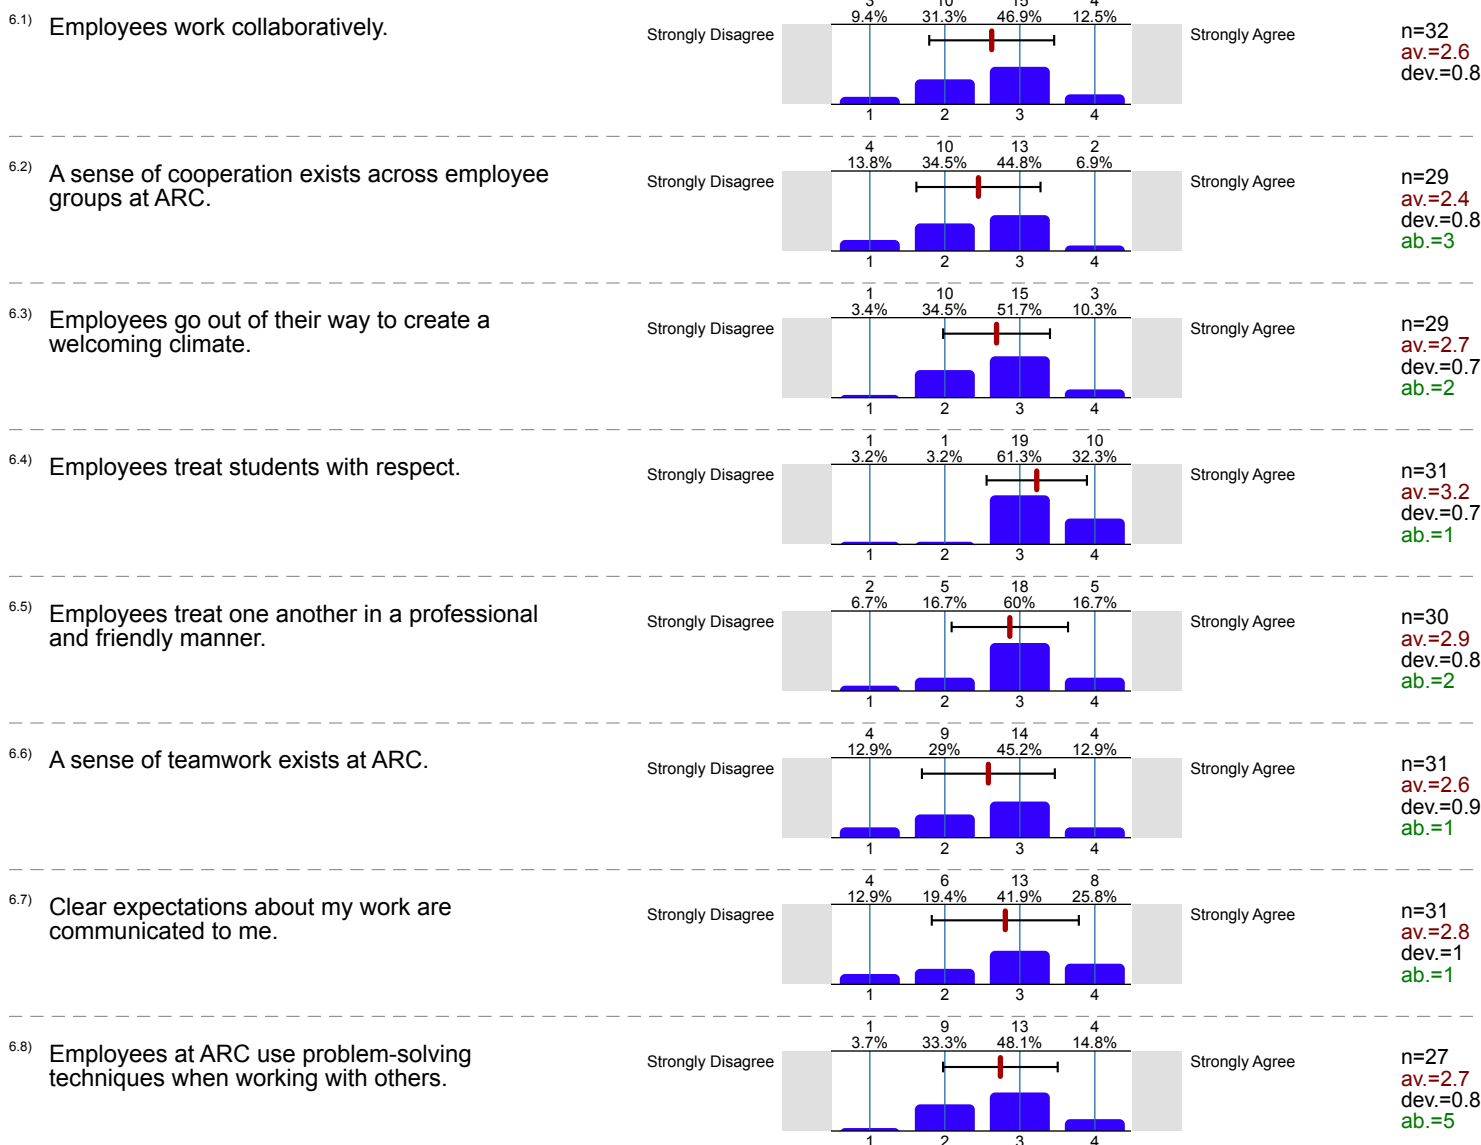 3 10 15 4
6.1) Employees work collaboratively. 9.4% 31.3% 46.9% 12.5%
Strongly Disagree Strongly Agree n=32
av.=2.6
dev.=0.8
1 2 3 4
4 10 13 2
6.2) A sense of cooperation exists across employee 13.8% 34.5% 44.8% 6.9%
groups at ARC. Strongly Disagree Strongly Agree n=29
av.=2.4
dev.=0.8
ab.=3
1 2 3 4
1 10 15 3
6.3) Employees go out of their way to create a 3.4% 34.5% 51.7% 10.3%
welcoming climate. Strongly Disagree Strongly Agree n=29
av.=2.7
dev.=0.7
ab.=2
1 2 3 4
1 1 19 10
6.4) Employees treat students with respect. 3.2% 3.2% 61.3% 32.3%
Strongly Disagree Strongly Agree n=31
av.=3.2
dev.=0.7
ab.=1
1 2 3 4
2 5 18 5
6.5) Employees treat one another in a professional 6.7% 16.7% 60% 16.7%
and friendly manner. Strongly Disagree Strongly Agree n=30
av.=2.9
dev.=0.8
ab.=2
1 2 3 4
4 9 14 4
6.6) A sense of teamwork exists at ARC. 12.9% 29% 45.2% 12.9%
Strongly Disagree Strongly Agree n=31
av.=2.6
dev.=0.9
ab.=1
1 2 3 4
4 6 13 8
6.7) Clear expectations about my work are 12.9% 19.4% 41.9% 25.8%
communicated to me. Strongly Disagree Strongly Agree n=31
av.=2.8
dev.=1
ab.=1
1 2 3 4
1 9 13 4
6.8) Employees at ARC use problem-solving 3.7% 33.3% 48.1% 14.8%
techniques when working with others. Strongly Disagree Strongly Agree n=27
av.=2.7
dev.=0.8
ab.=5
1 2 3 4